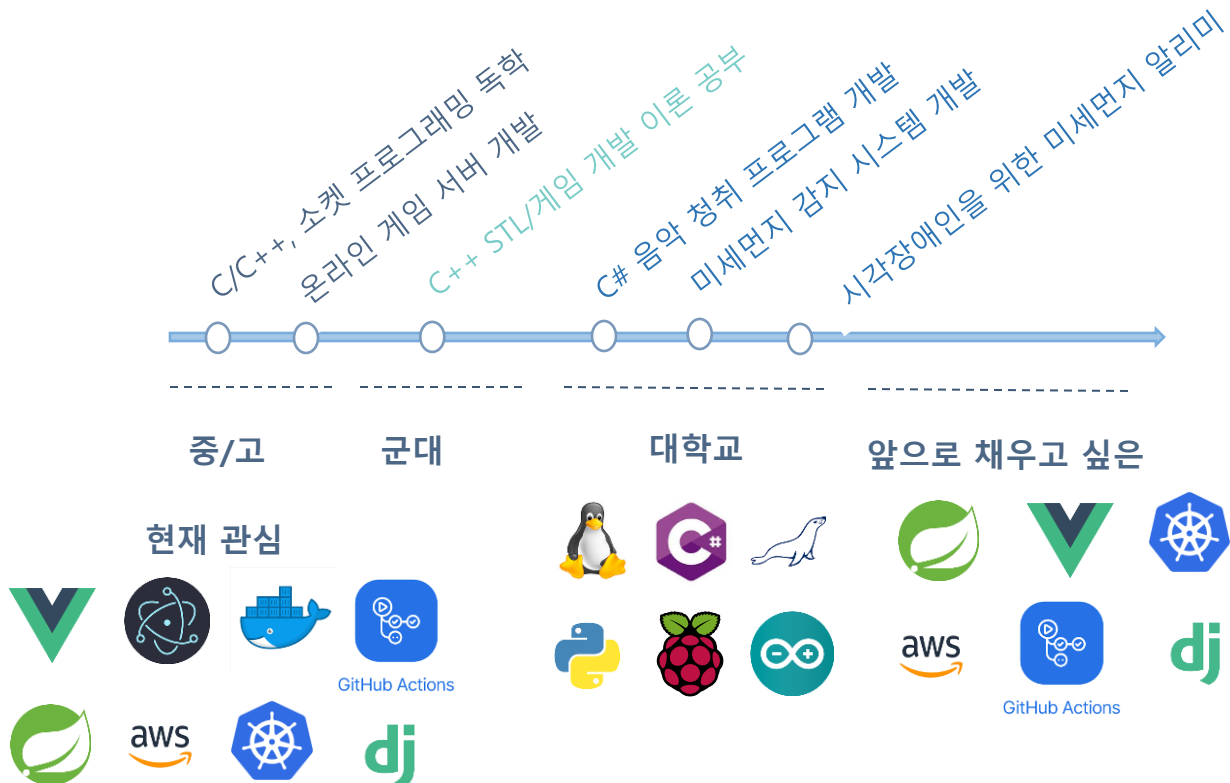 C/C++, 소켓 프로그래밍 독학
온라인 게임 서버 개발
C++ STL/게임 개발 이론 공부
C# 음악 청취 프로그램 개발
미세먼지 감지 시스템 개발
시각장애인을 위한 미세먼지 알리미
중/고
군대
대학교
앞으로 채우고 싶은
현재 관심
C#
GitHub Actions
aws
dj
aws
GitHub Actions
dj